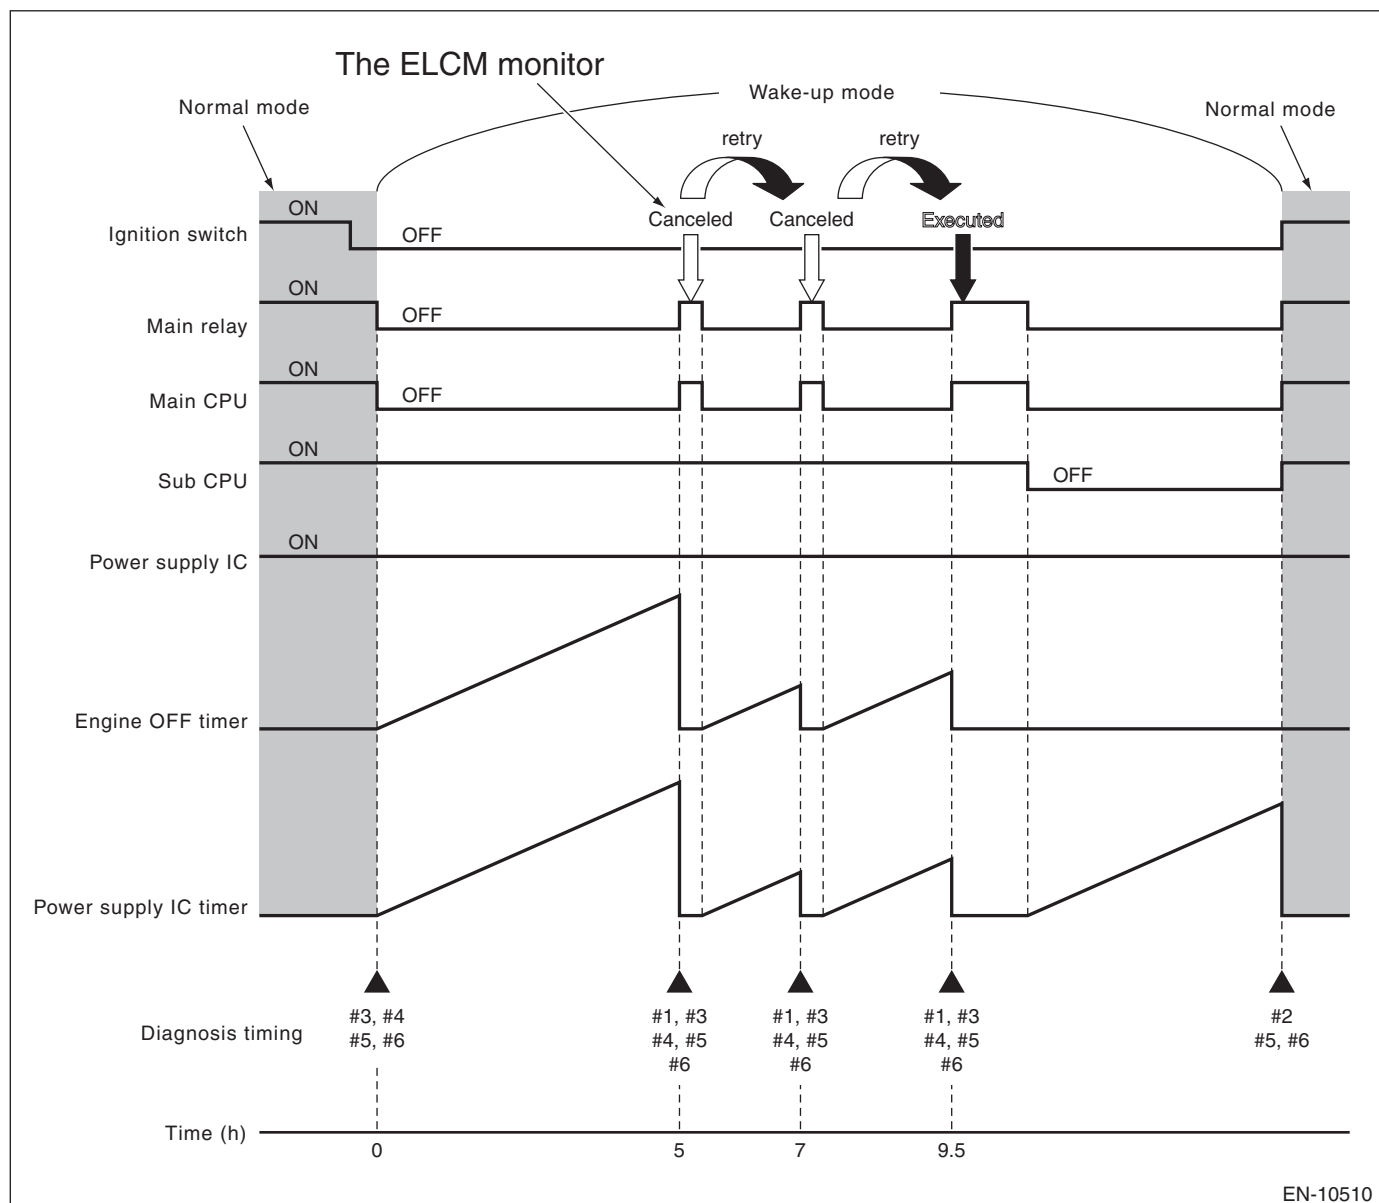 The ELCM monitor
Normal mode
Wake-up mode
Normal mode
retry
retry
ON
Canceled
Canceled
Executed
Ignition switch
OFF
ON
Main relay
OFF
ON
Main CPU
OFF
ON
Sub CPU
OFF
ON
Power supply IC
Engine OFF timer
Power supply IC timer
Diagnosis timing
#3, #4
#5, #6
#1, #3
#4, #5
#6
#1, #3
#4, #5
#6
#1, #3
#4, #5
#6
#2
#5, #6
Time (h)
0
5
7
9.5
EN-10510